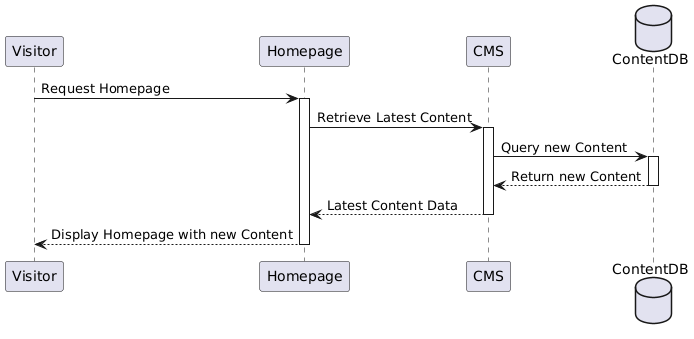 Visitor
Homepage
CMS
ContentDB
Request Homepage
Retrieve Latest Content
Query new Content
Return new Content
Latest Content Data
Display Homepage with new Content
Visitor
Homepage
CMS
ContentDB